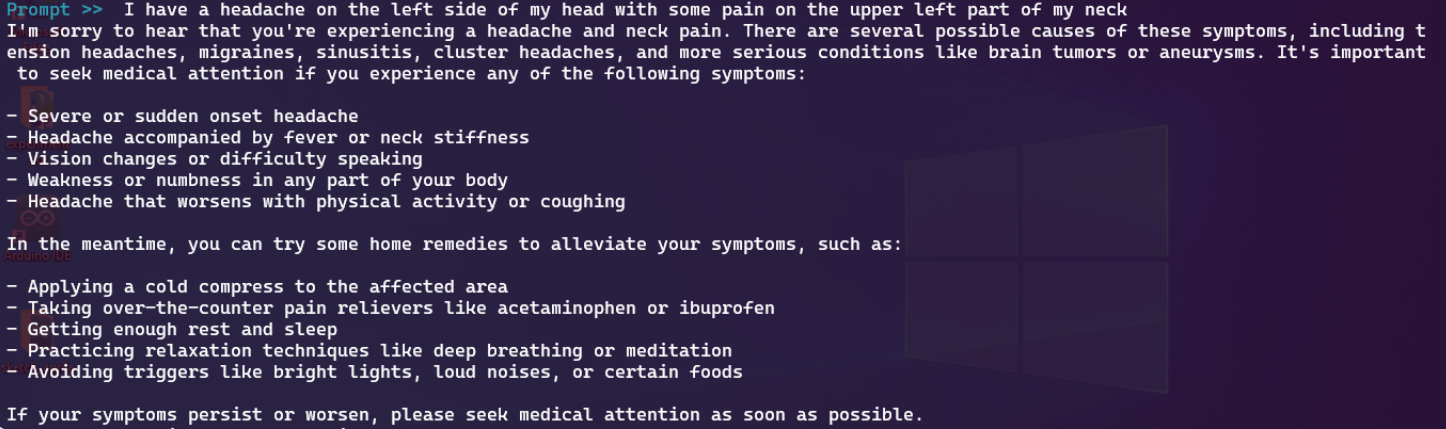 Prompt >>  I have a headache on the left side of my head with some pain on the upper left part of my neck
I'm sorry to hear that you're experiencing a headache and neck pain. There are several possible causes of these symptoms, including t
ension headaches, migraines, sinusitis, cluster headaches, and more serious conditions like brain tumors or aneurysms. It's important
 to seek medical attention if you experience any of the following symptoms:
- Severe or sudden onset headache
- Headache accompanied by fever or neck stiffness
- Vision changes or difficulty speaking
- Weakness or numbness in any part of your body
- Headache that worsens with physical activity or coughing
In the meantime, you can try some home remedies to alleviate your symptoms, such as:
Arduino IDE
- Applying a cold compress to the affected area
- Taking over-the-counter pain relievers like acetaminophen or ibuprofen
- Getting enough rest and sleep
- Practicing relaxation techniques like deep breathing or meditation
- Avoiding triggers like bright lights, loud noises, or certain foods
If your symptoms persist or worsen, please seek medical attention as soon as possible.